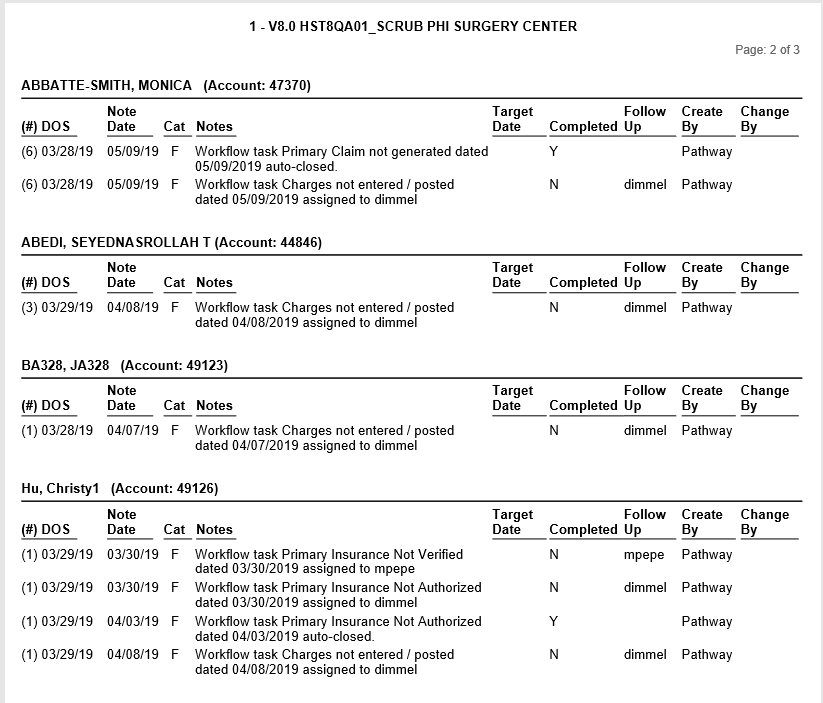 1 - V8.0 HST8QA01_SCRUB PHI SURGERY CENTER
Page: 2 of 3
ABBATTE-SMITH, MONICA (Account: 47370)
Note Target Follow Create Change
(#) DOS Date Cat Notes Date Completed Up By By
(6) 03/28/19 05/09/19 F Workflow task Primary Claim not generated dated Y Pathway
05/09/2019 auto-closed.
(6) 03/28/19 05/09/19 F Workflow task Charges not entered / posted N dimmel Pathway
dated 05/09/2019 assigned to dimmel
ABEDI, SEYEDNASROLLAH T (Account: 44846)
Note Target Follow Create Change
(#) DOS Date Cat Notes Date Completed Up By By
(3) 03/29/19 04/08/19 F Workflow task Charges not entered / posted N dimmel Pathway
dated 04/08/2019 assigned to dimmel
BA328, JA328 (Account: 49123)
Note Target Follow Create Change
(#) DOS Date Cat Notes Date Completed Up By By
(1) 03/28/19 04/07/19 F Workflow task Charges not entered / posted N dimmel Pathway
dated 04/07/2019 assigned to dimmel
Hu, Christy1 (Account: 49126)
Note Target Follow Create Change
(#) DOS Date Cat Notes Date Completed Up By By
(1) 03/29/19 03/30/19 F Workflow task Primary Insurance Not Verified N mpepe Pathway
dated 03/30/2019 assigned to mpepe
(1) 03/29/19 03/30/19 F Workflow task Primary Insurance Not Authorized N dimmel Pathway
dated 03/30/2019 assigned to dimmel
(1) 03/29/19 04/03/19 F Workflow task Primary Insurance Not Authorized Y Pathway
dated 04/03/2019 auto-closed.
(1) 03/29/19 04/08/19 F Workflow task Charges not entered / posted N dimmel Pathway
dated 04/08/2019 assigned to dimmel